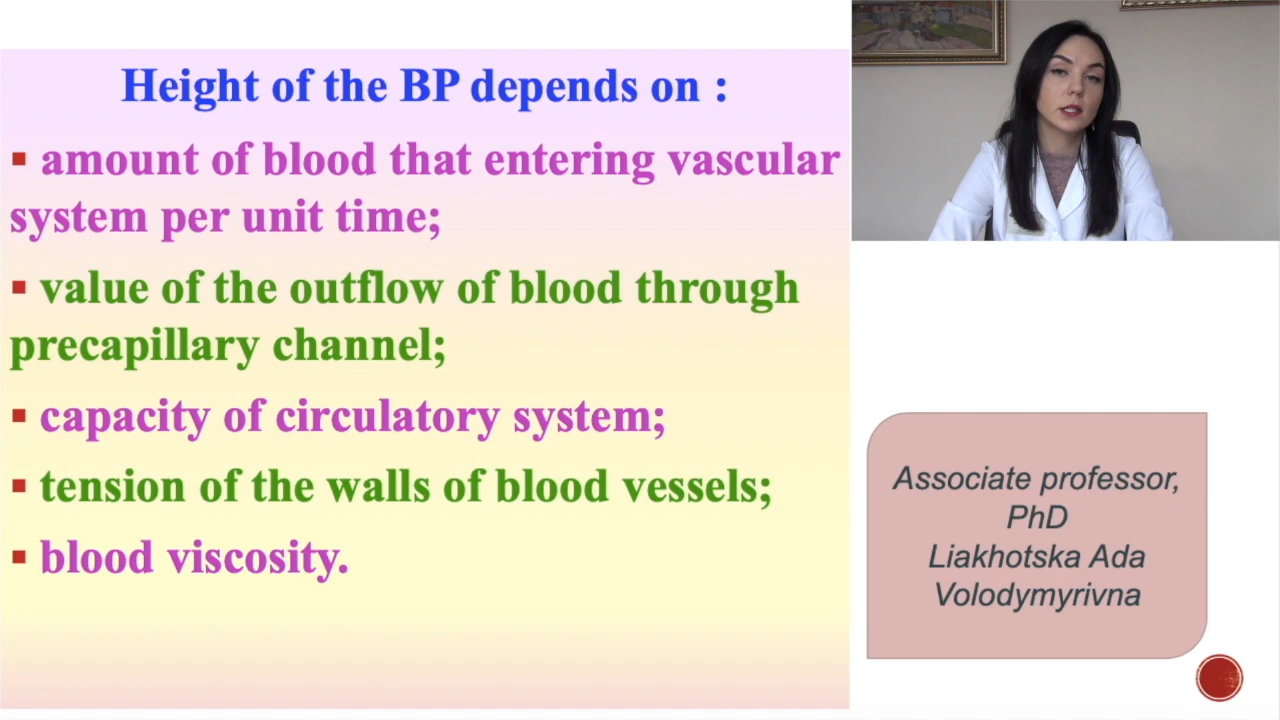 Height of the BP depends on :
▪ amount of blood that entering vascular
system per unit time;
▪ value of the outflow of blood through
precapillary channel;
▪ capacity of circulatory system;
▪ tension of the walls of blood vessels;
▪ blood viscosity.
Associate professor,
PhD
Liakhotska Ada
Volodymyrivna